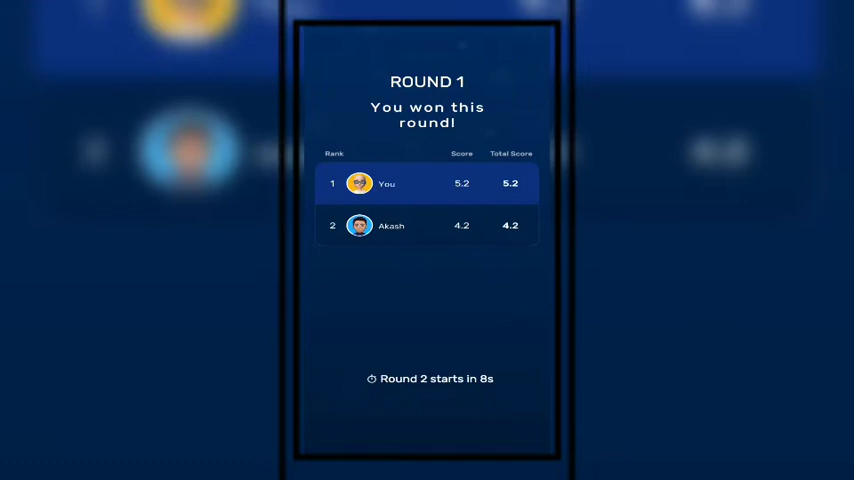 ROUND 1
You won this
round!
Rank Score Total Score
1 You 5.2 5.2
2 Akash 4.2 4.2
Round 2 starts in 8s